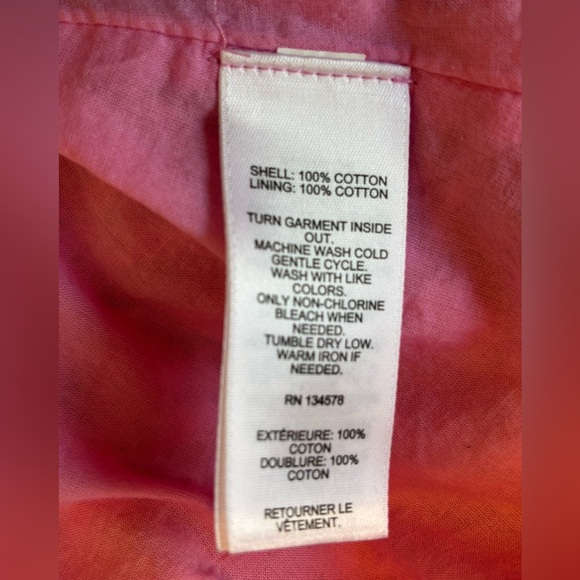 SHELL: 100% COTTON
LINING: 100% COTTON
TURN GARMENT INSIDE
OUT.
MACHINE WASH COLD
GENTLE CYCLE.
WASH WITH LIKE
COLORS.
ONLY NON-CHLORINE
BLEACH WHEN
NEEDED.
TUMBLE DRY LOW.
WARM IRON IF
NEEDED.
RN 134578
EXTÉRIEURE: 100%
COTON
DOUBLURE: 100%
COTON
RETOURNER LE
VÊTEMENT.